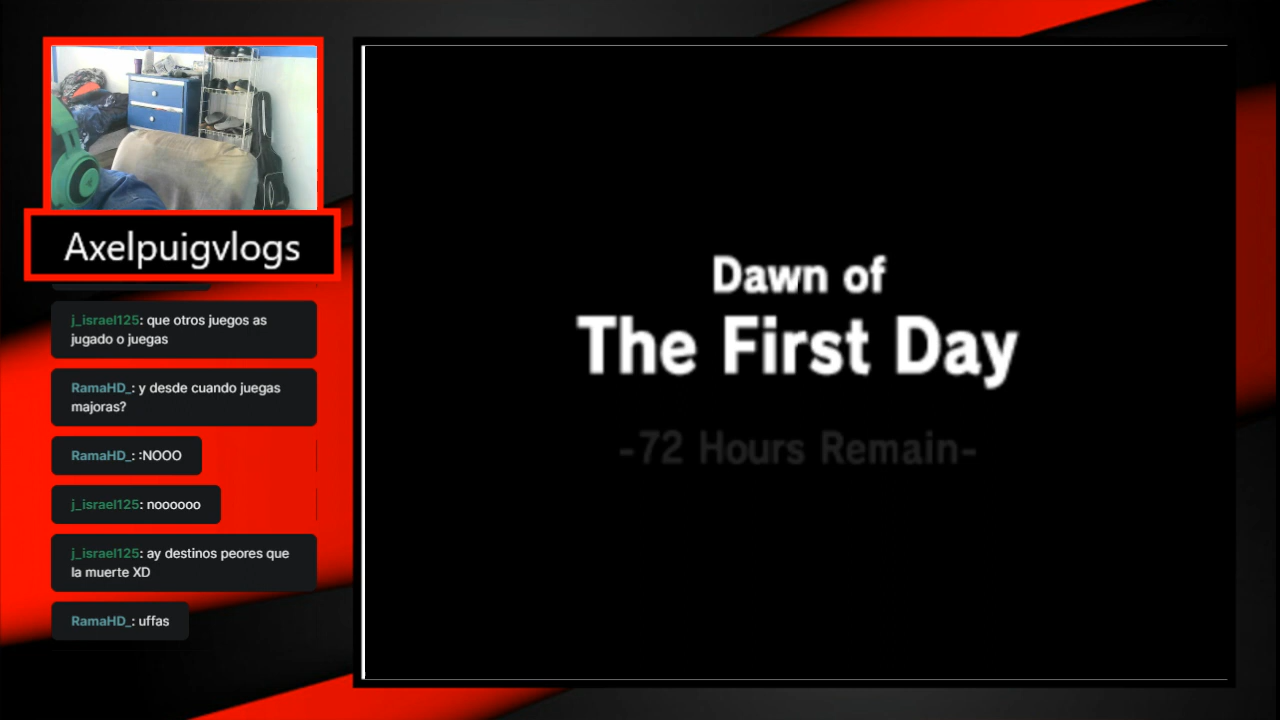 Axelpuigvlogs
j_israel125: que otros juegos as
jugado o juegas
RamaHD_: y desde cuando juegas
majoras?
RamaHD_: :NOOO
j_israel125: noooooo
j_israel125: ay destinos peores que
la muerte XD
RamaHD_: uffas
Dawn of
The First Day
-72 Hours Remain-